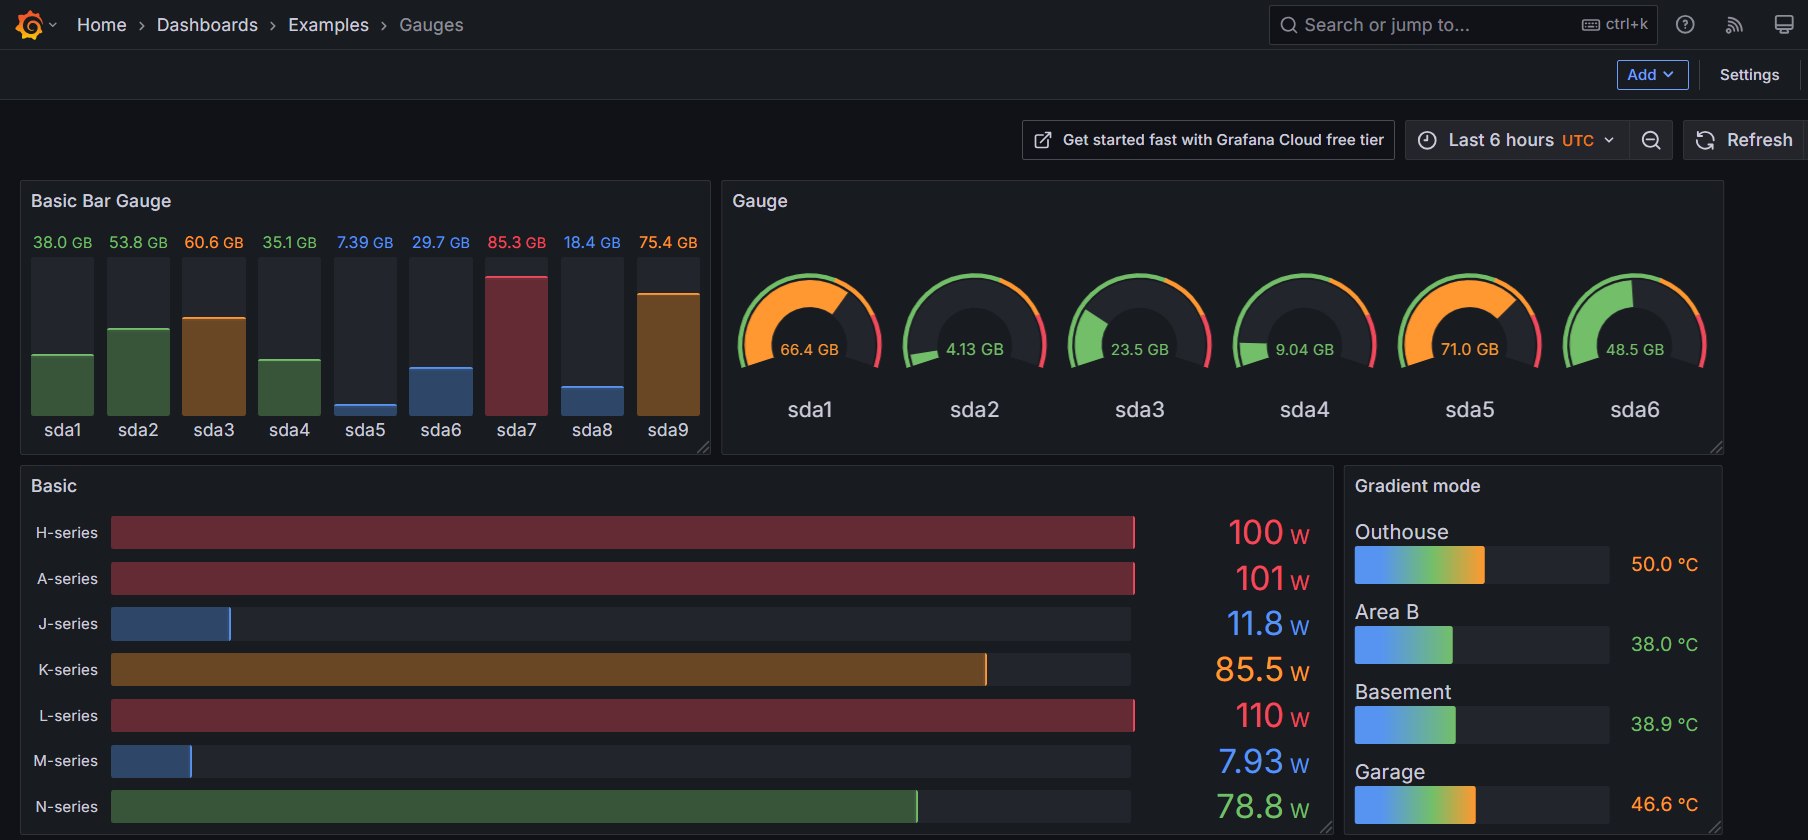 Home › Dashboards › Examples › Gauges
Search or jump to... ctrl+k
Add
Settings
Get started fast with Grafana Cloud free tier
Last 6 hours UTC
Refresh
Basic Bar Gauge
38.0 GB 53.8 GB 60.6 GB 35.1 GB 7.39 GB 29.7 GB 85.3 GB 18.4 GB 75.4 GB
sda1 sda2 sda3 sda4 sda5 sda6 sda7 sda8 sda9
Gauge
66.4 GB 4.13 GB 23.5 GB 9.04 GB 71.0 GB 48.5 GB
sda1 sda2 sda3 sda4 sda5 sda6
Basic
H-series 100 W
A-series 101 W
J-series 11.8 W
K-series 85.5 W
L-series 110 W
M-series 7.93 W
N-series 78.8 W
Gradient mode
Outhouse
50.0 °C
Area B
38.0 °C
Basement
38.9 °C
Garage
46.6 °C